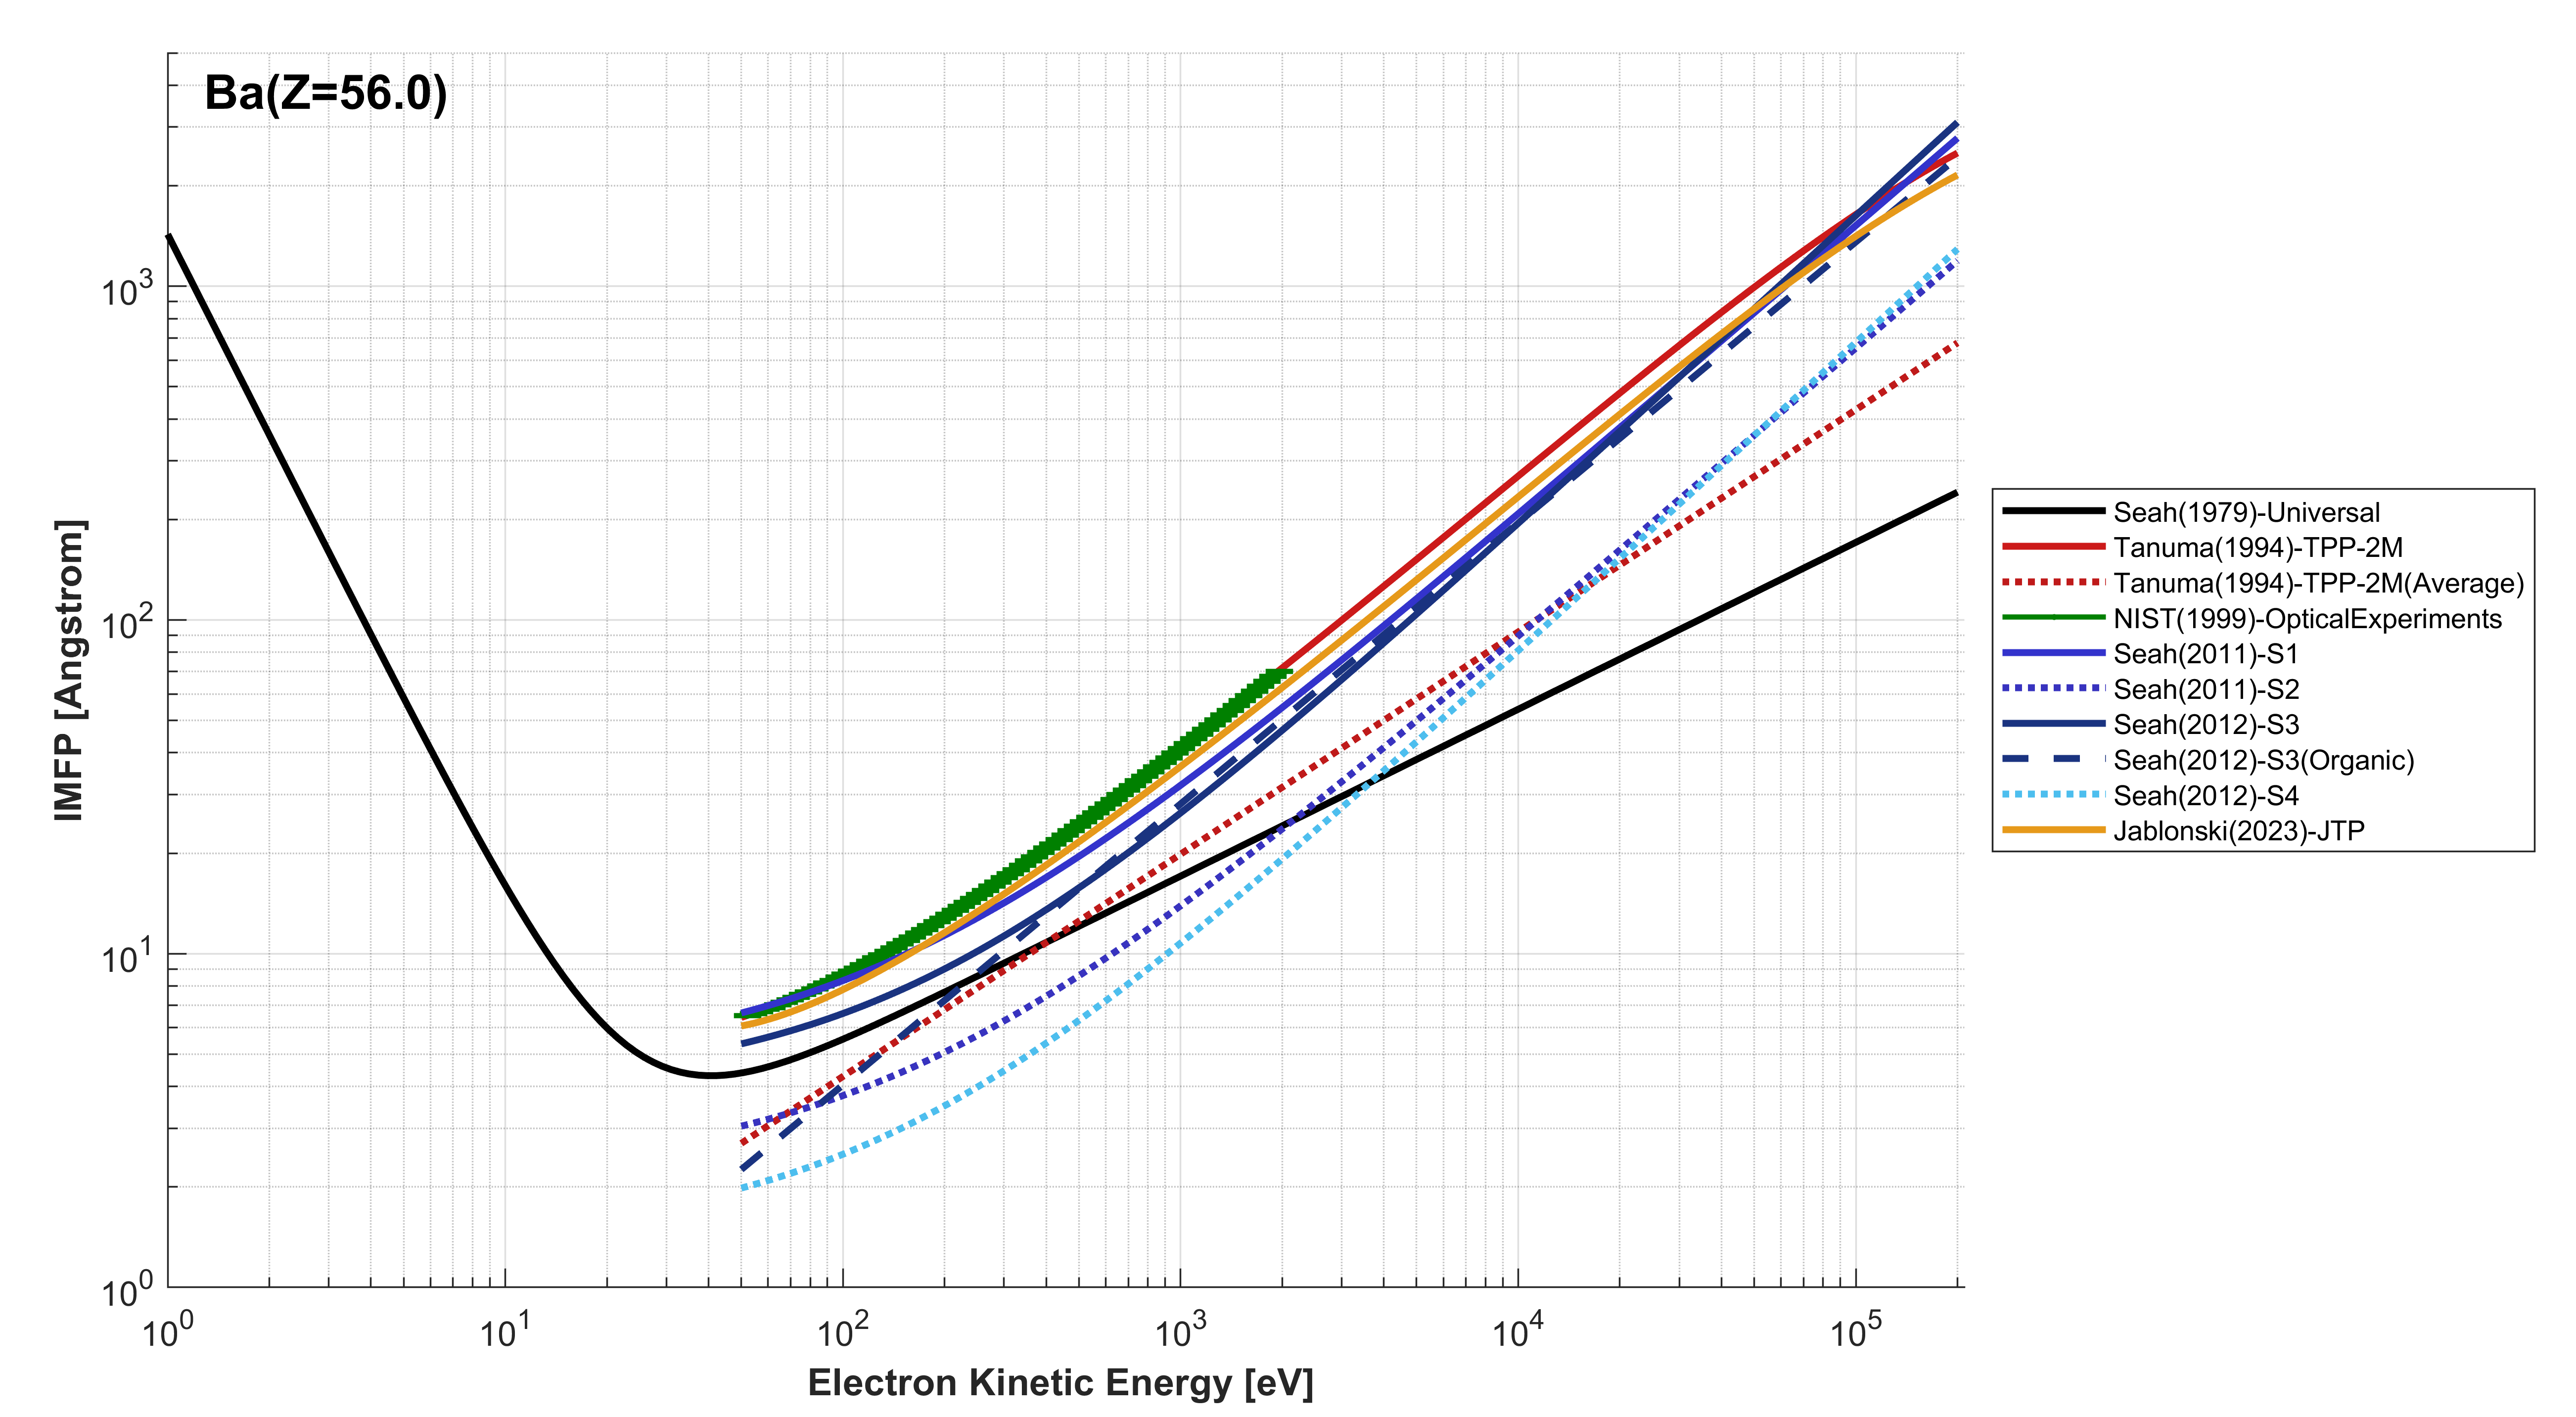 Ba(Z=56.0)
IMFP [Angstrom]
10^3
10^2
10^1
10^0
10^0 10^1 10^2 10^3 10^4 10^5
Electron Kinetic Energy [eV]
Seah(1979)-Universal
Tanuma(1994)-TPP-2M
Tanuma(1994)-TPP-2M(Average)
NIST(1999)-OpticalExperiments
Seah(2011)-S1
Seah(2011)-S2
Seah(2012)-S3
Seah(2012)-S3(Organic)
Seah(2012)-S4
Jablonski(2023)-JTP